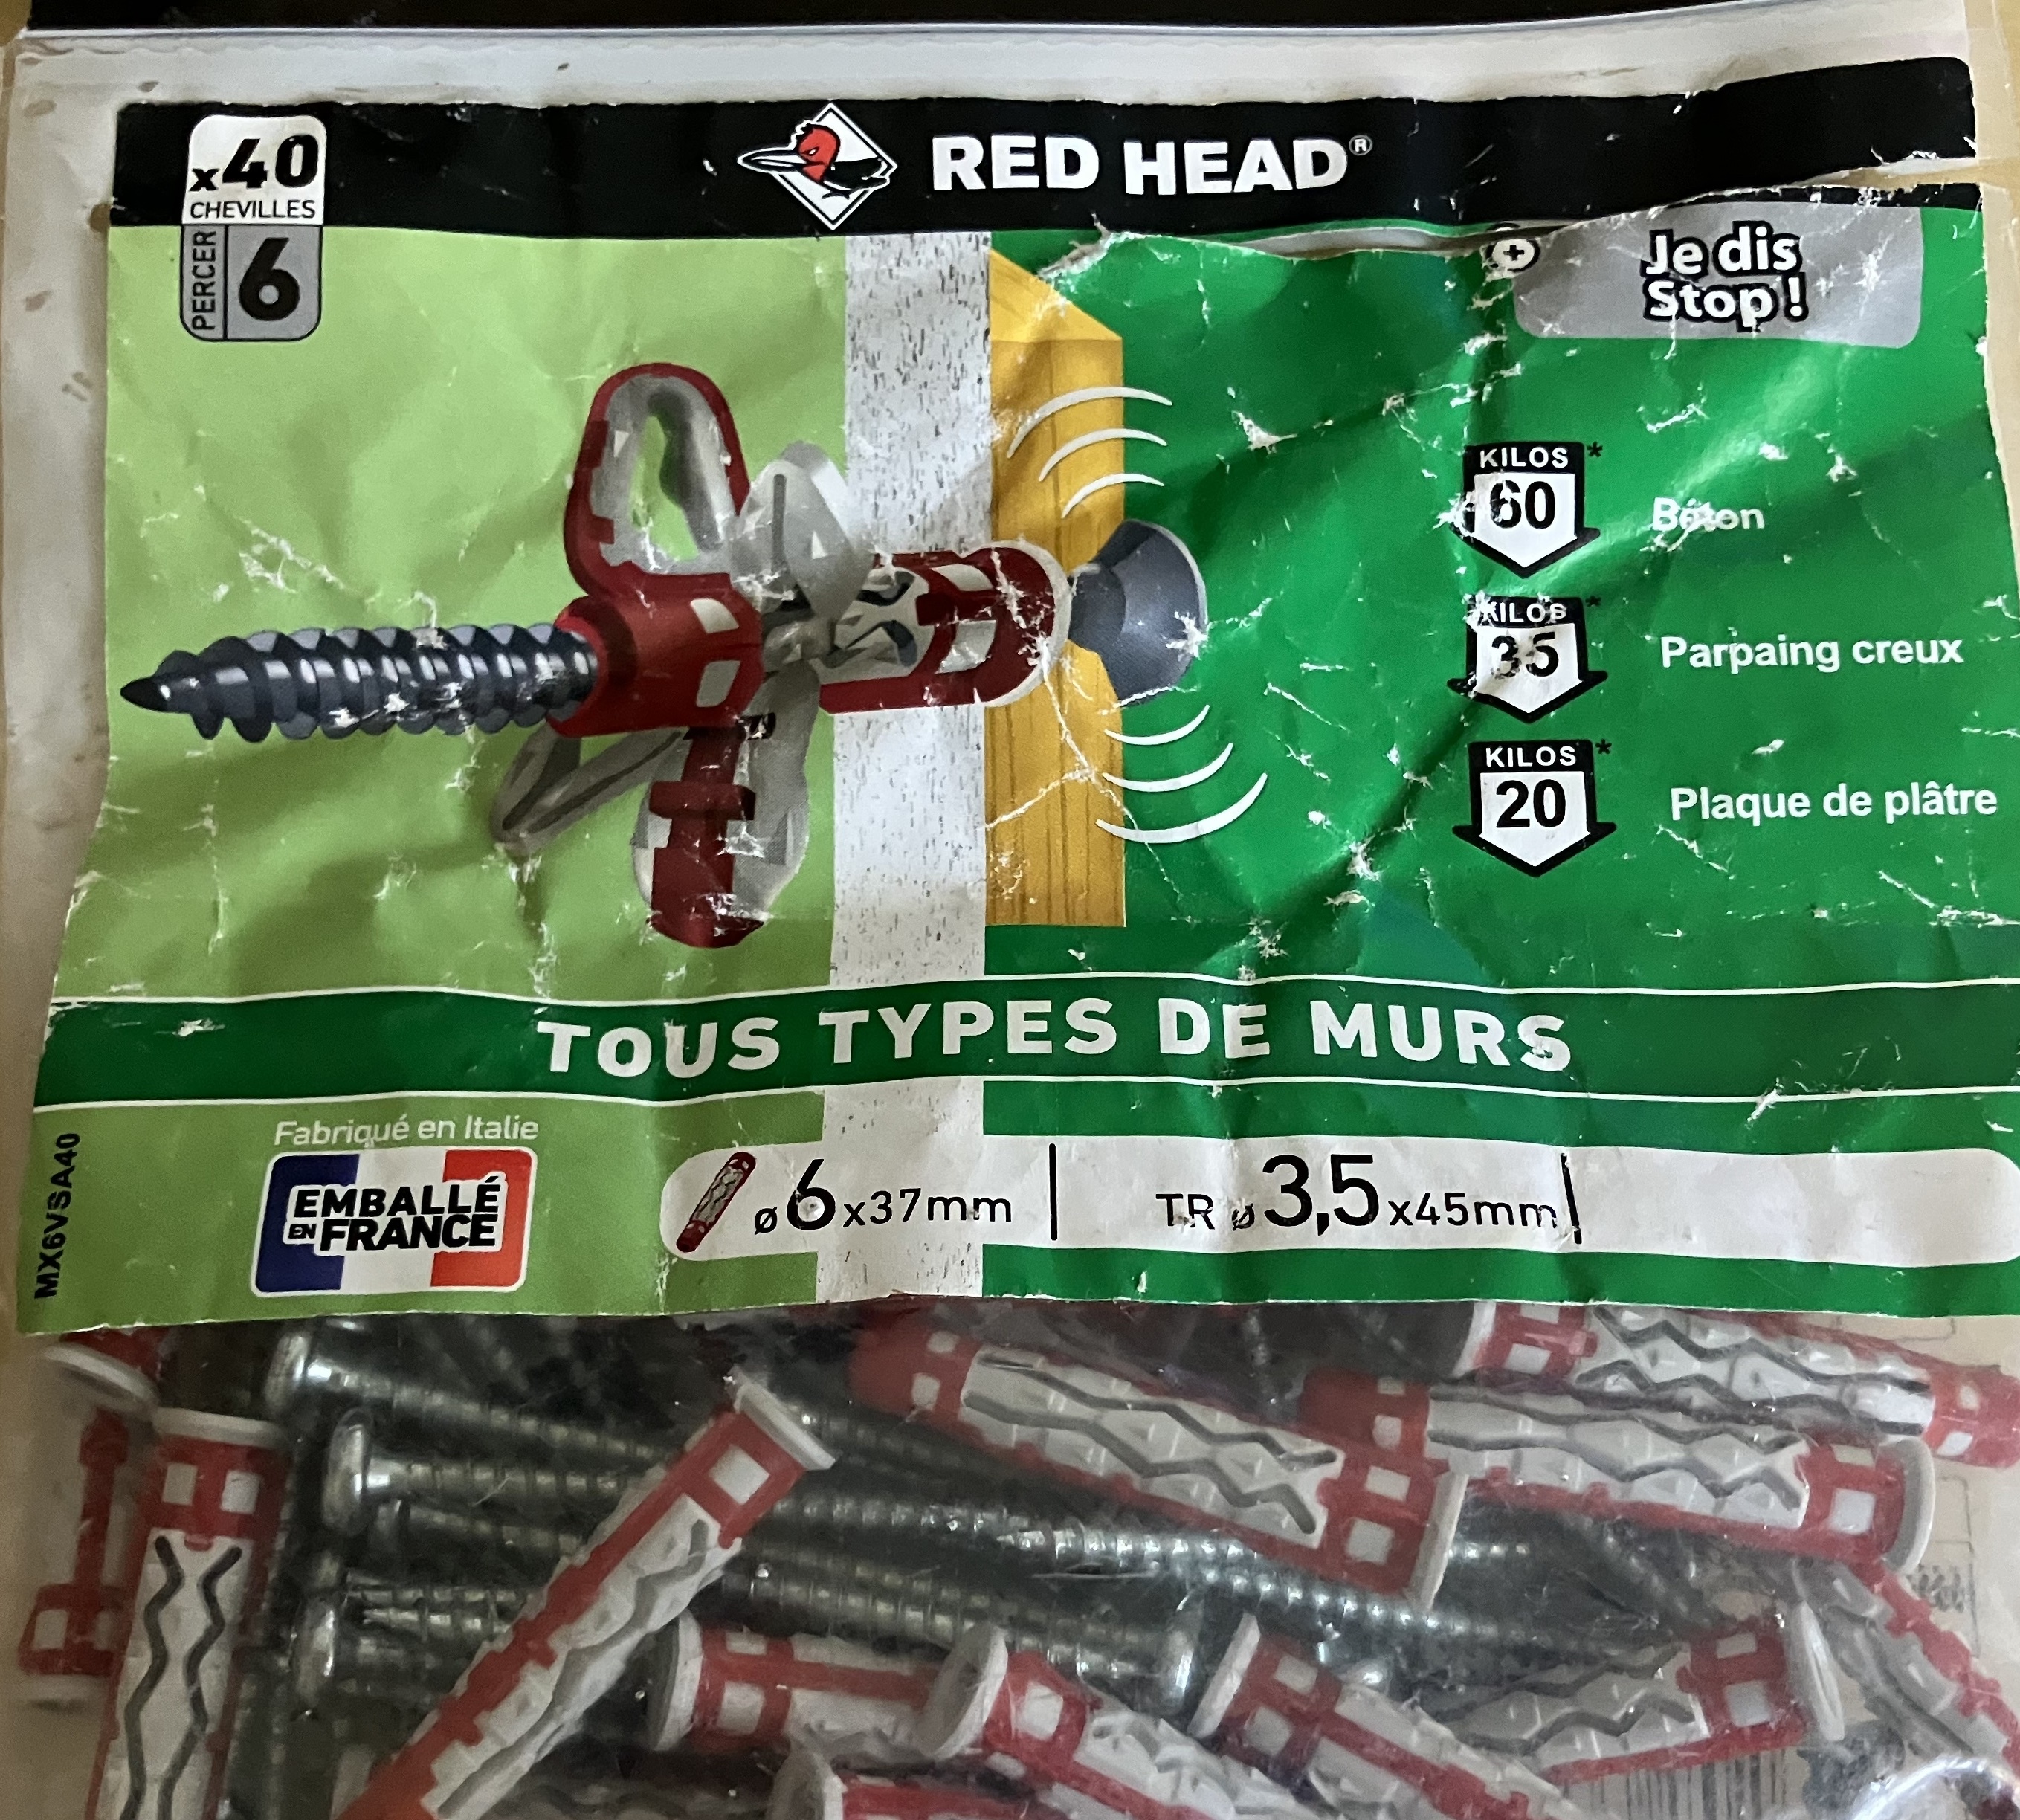 x40
CHEVILLES
PERCER
6
RED HEAD®
Je dis
Stop !
KILOS*
60
Béton
KILOS*
35
Parpaing creux
KILOS*
20
Plaque de plâtre
TOUS TYPES DE MURS
Fabriqué en Italie
EMBALLÉ
EN FRANCE
MX6VSA40
ø6x37mm
TR ø3,5x45mm